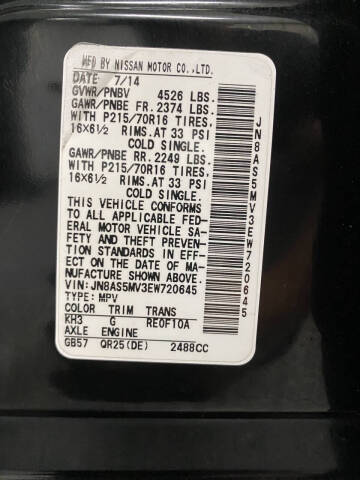 MFD BY NISSAN MOTOR CO.,LTD.
DATE 7/14
GVWR/PNBV 4526 LBS.
GAWR/PNBE FR. 2374 LBS.
WITH P215/70R16 TIRES,
16X6½ RIMS. AT 33 PSI
COLD SINGLE.
GAWR/PNBE RR. 2249 LBS.
WITH P215/70R16 TIRES,
16X6½ RIMS. AT 33 PSI
COLD SINGLE.
THIS VEHICLE CONFORMS
TO ALL APPLICABLE FED-
ERAL MOTOR VEHICLE SA-
FETY AND THEFT PREVEN-
TION STANDARDS IN EFF-
ECT ON THE DATE OF MA-
NUFACTURE SHOWN ABOVE.
VIN:JN8AS5MV3EW720645
TYPE:MPV
COLOR TRIM TRANS
KH3 G RE0F10A
AXLE ENGINE
GB57 QR25(DE) 2488CC
JN8AS5MV3EW720645